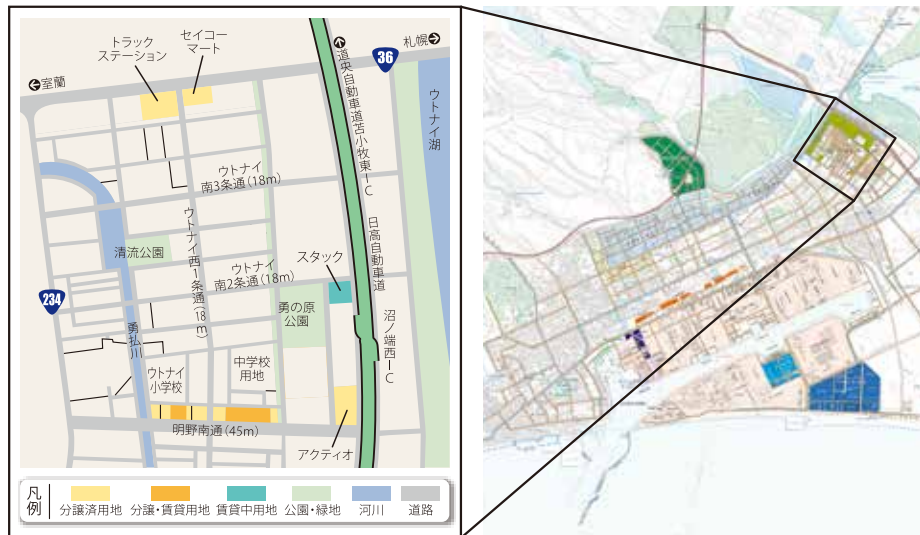 トラック
ステーション
セイコー
マート
札幌
36
室蘭
道央自動車道苫小牧東IC
ウトナイ湖
ウトナイ
南3条通(18m)
ウトナイ西1条通(18m)
日高自動車道
清流公園
ウトナイ
南2条通(18m)
スタック
234
勇の原
公園
沼ノ端西IC
勇払川
ウトナイ
小学校
中学校
用地
明野南通(45m)
アクティオ
凡例
分譲済用地
分譲・賃貸用地
賃貸中用地
公園・緑地
河川
道路